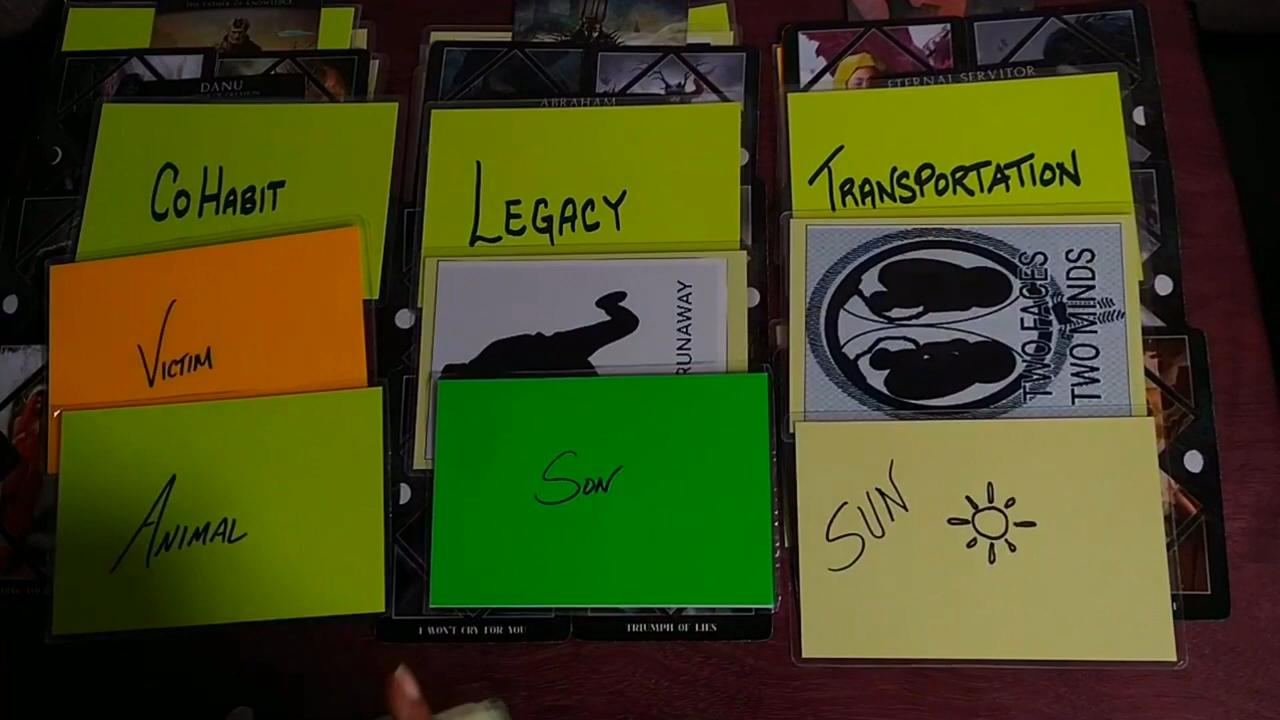 THE FATHER OF KNOWLEDGE
DANU
ABRAHAM
ETERNAL SERVITOR
COHABIT
LEGACY
TRANSPORTATION
VICTIM
RUNAWAY
TWO FACES
TWO MINDS
ANIMAL
SON
SUN
I WON'T CRY FOR YOU
TRIUMPH OF LIES